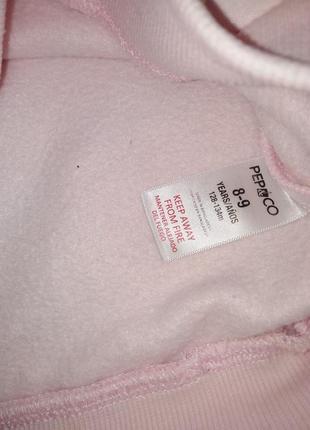 PEPCO
8-9
YEARS/AÑOS
128-134cm
KEEP AWAY
FROM FIRE
MANTENER ALEJADO
DEL FUEGO